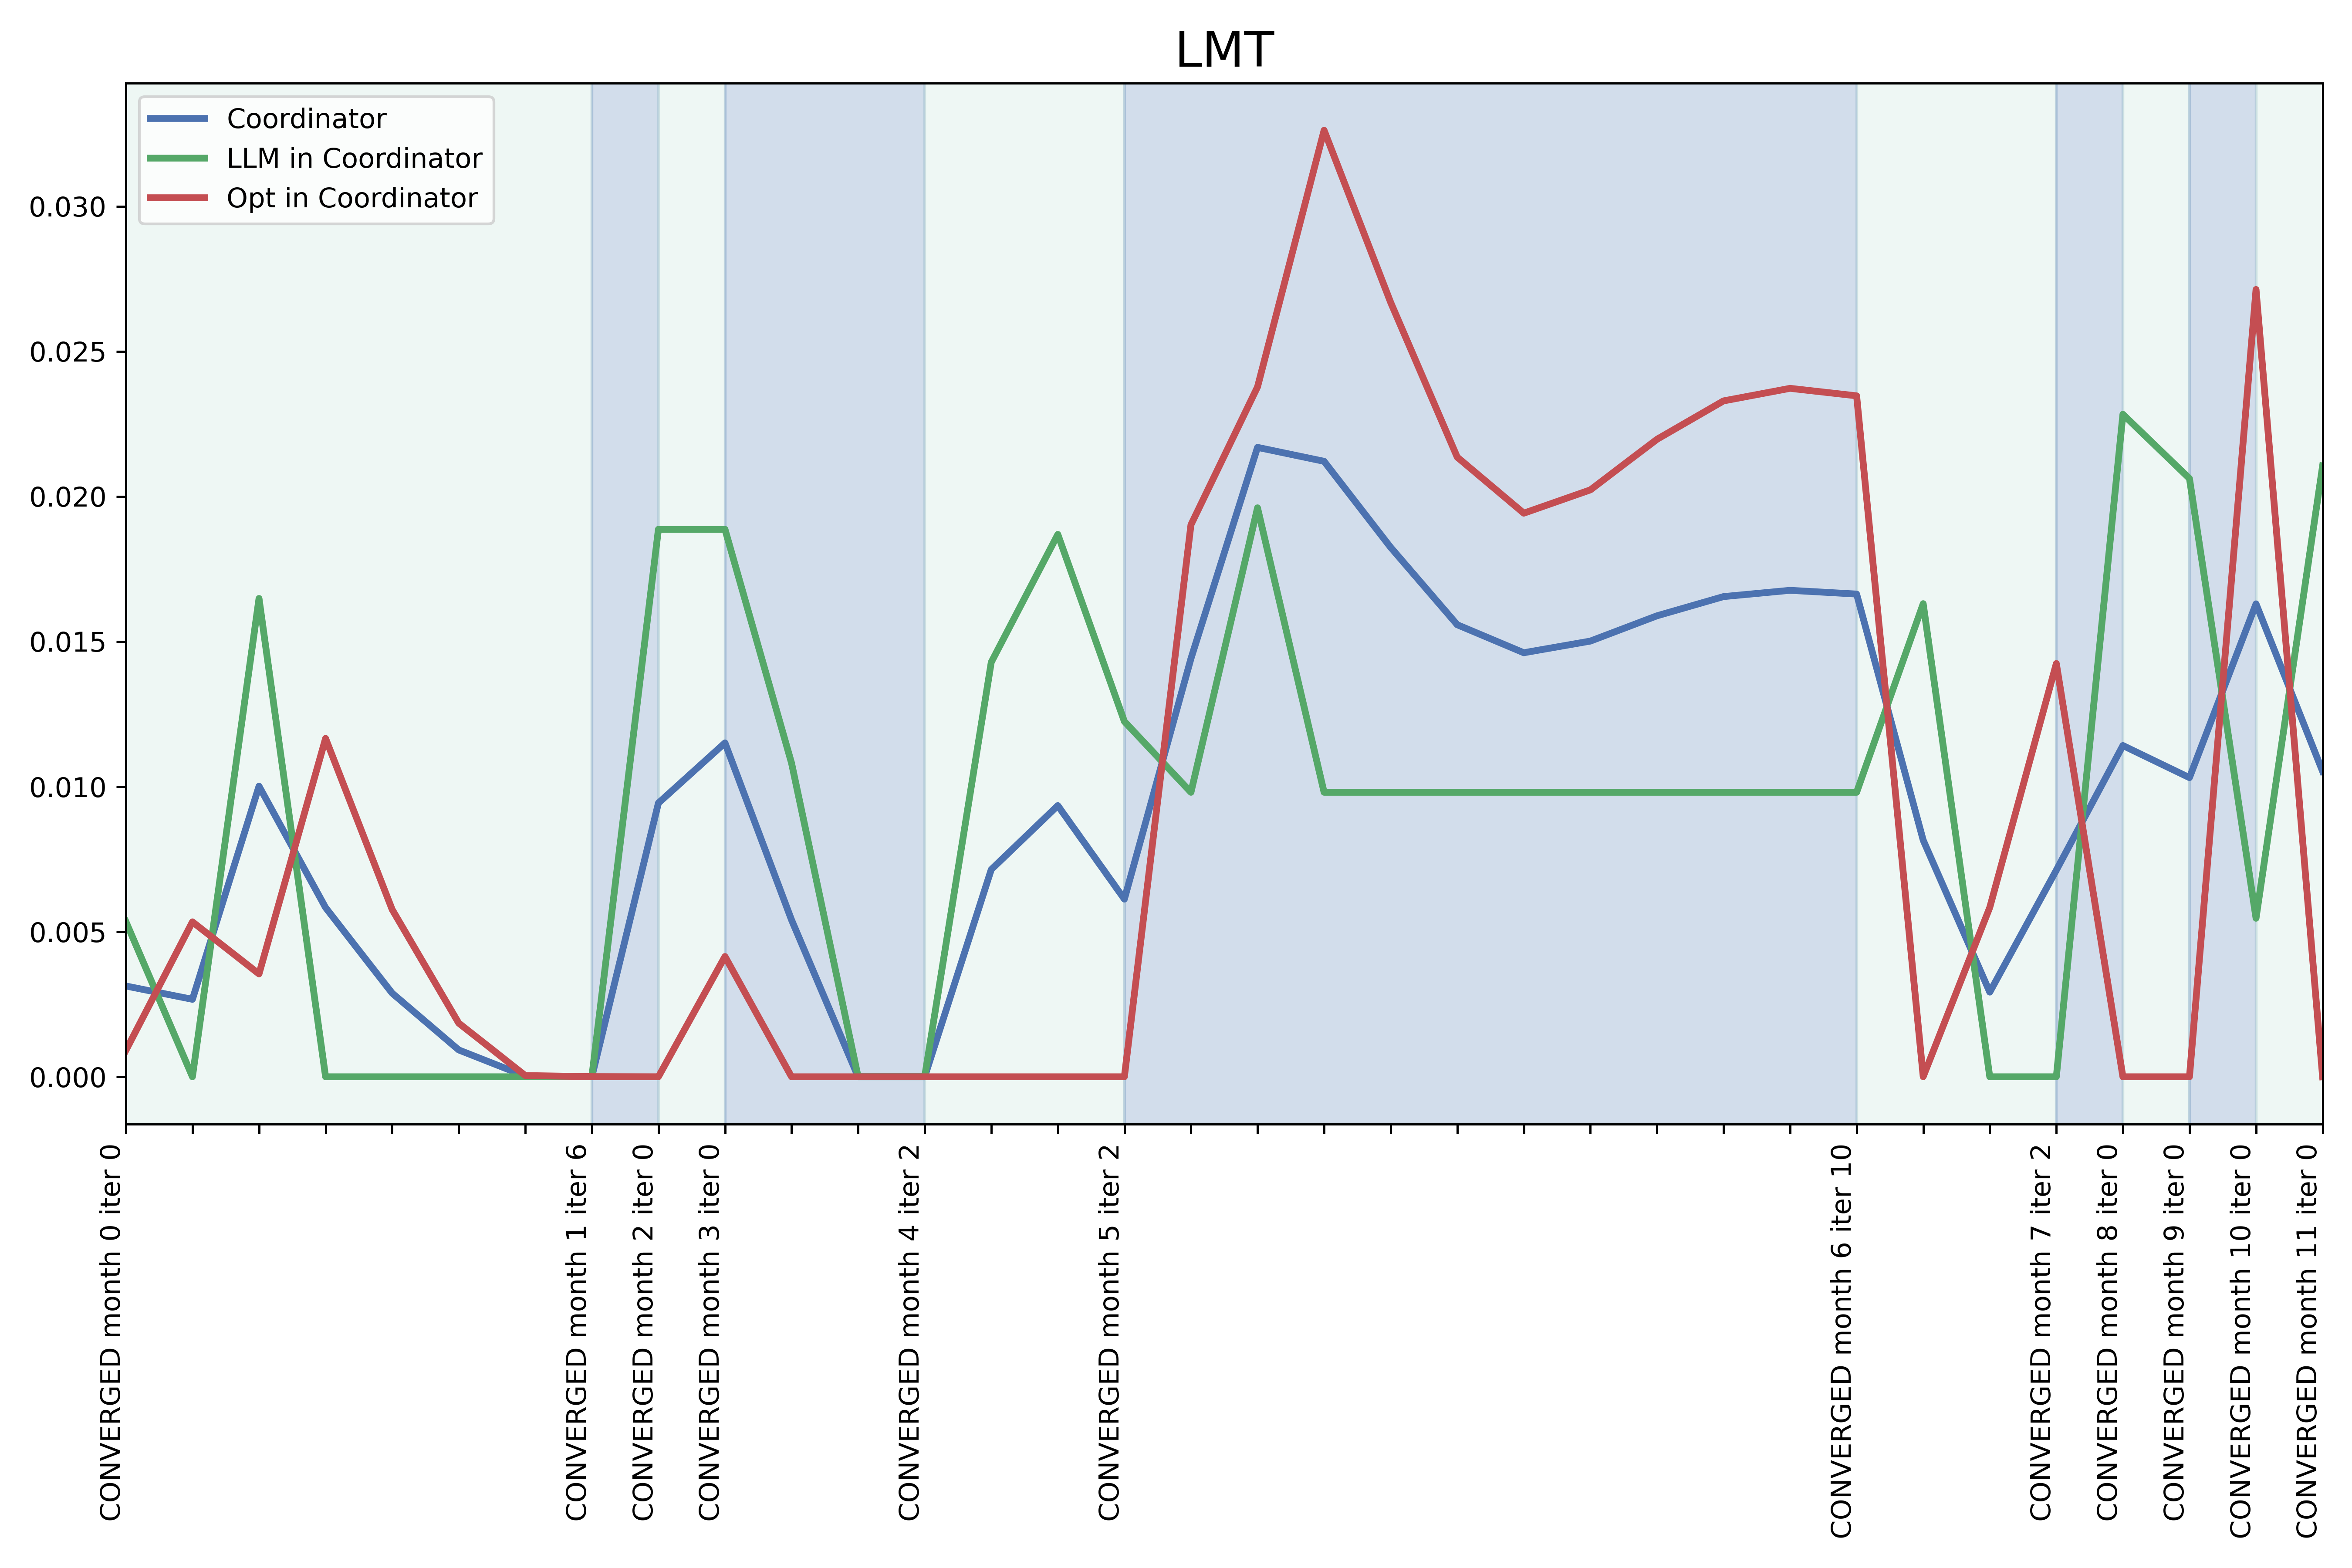 LMT
Coordinator
LLM in Coordinator
Opt in Coordinator
0.030
0.025
0.020
0.015
0.010
0.005
0.000
CONVERGED month 0 iter 0
CONVERGED month 1 iter 6
CONVERGED month 2 iter 0
CONVERGED month 3 iter 0
CONVERGED month 4 iter 2
CONVERGED month 5 iter 2
CONVERGED month 6 iter 10
CONVERGED month 7 iter 2
CONVERGED month 8 iter 0
CONVERGED month 9 iter 0
CONVERGED month 10 iter 0
CONVERGED month 11 iter 0